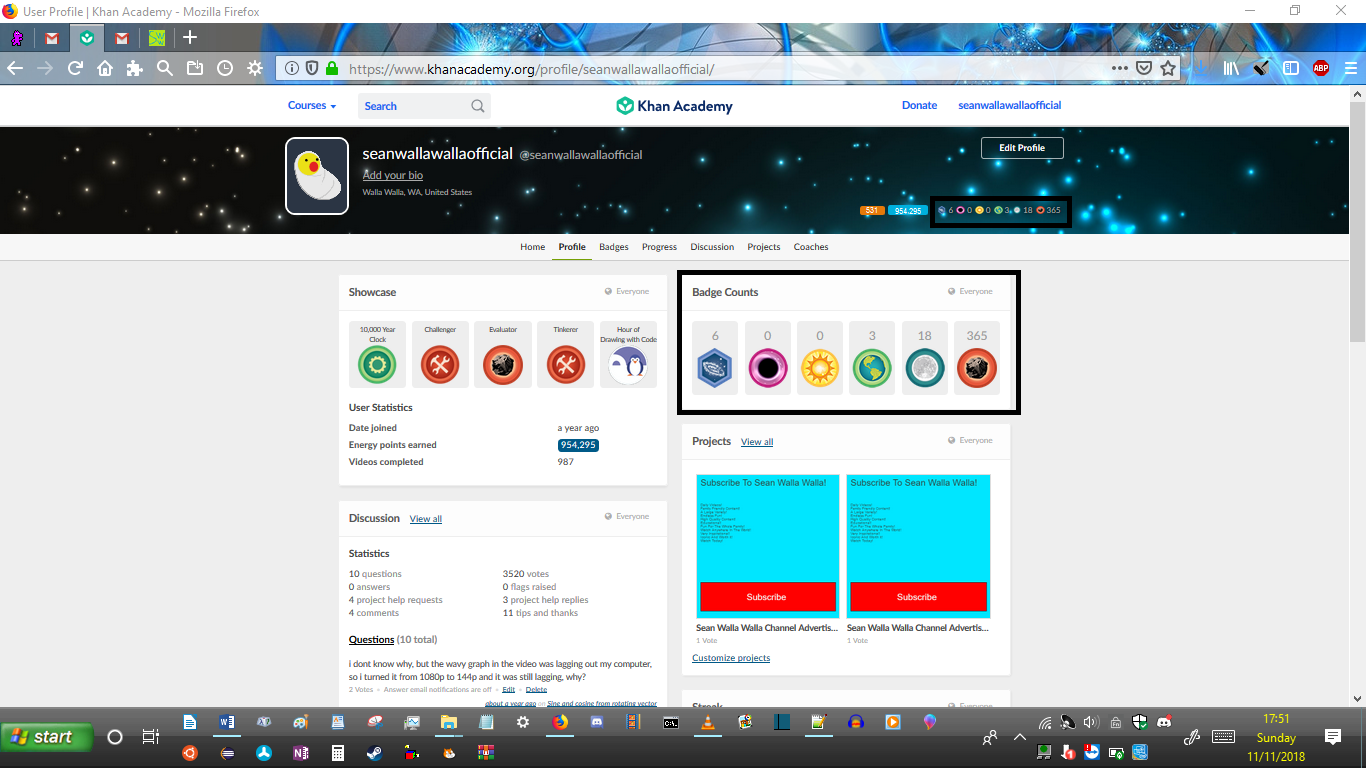 User Profile | Khan Academy - Mozilla Firefox
https://www.khanacademy.org/profile/seanwallawallaofficial/
ABP
Courses
Search
Khan Academy
Donate
seanwallawallaofficial
seanwallawallaofficial @seanwallawallaofficial
Add your bio
Walla Walla, WA, United States
Edit Profile
531 954,295 6 0 0 3 18 365
Home Profile Badges Progress Discussion Projects Coaches
Showcase Everyone
10,000 Year Clock
Challenger
Evaluator
Tinkerer
Hour of Drawing with Code
User Statistics
Date joined a year ago
Energy points earned 954,295
Videos completed 987
Badge Counts Everyone
6 0 0 3 18 365
Projects View all Everyone
Subscribe To Sean Walla Walla!
Subscribe
Sean Walla Walla Channel Advertis...
1 Vote
Subscribe To Sean Walla Walla!
Subscribe
Sean Walla Walla Channel Advertis...
1 Vote
Customize projects
Discussion View all Everyone
Statistics
10 questions 3520 votes
0 answers 0 flags raised
4 project help requests 3 project help replies
4 comments 11 tips and thanks
Questions (10 total)
i dont know why, but the wavy graph in the video was lagging out my computer,
so i turned it from 1080p to 144p and it was still lagging, why?
2 Votes • Answer email notifications are off • Edit • Delete
about a year ago on Sine and cosine from rotating vector
Streak Everyone
start
17:51
Sunday
11/11/2018